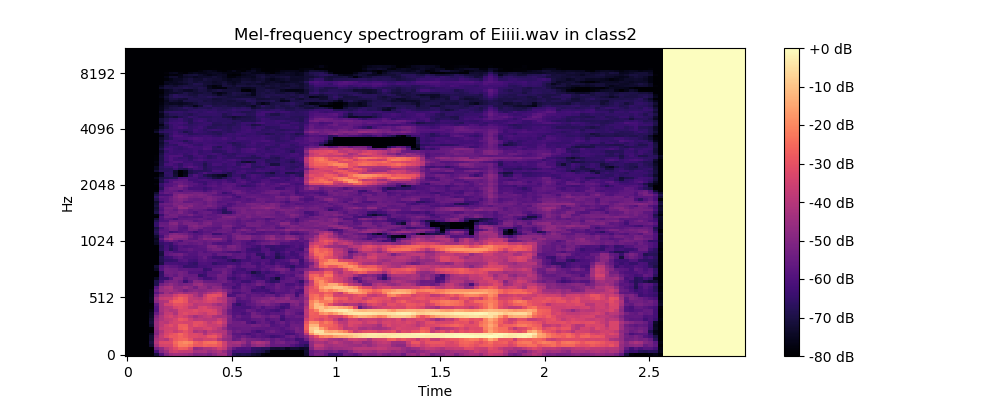 Mel-frequency spectrogram of Eiiii.wav in class2
Hz
8192
4096
2048
1024
512
0
0 0.5 1 1.5 2 2.5
Time
+0 dB
-10 dB
-20 dB
-30 dB
-40 dB
-50 dB
-60 dB
-70 dB
-80 dB